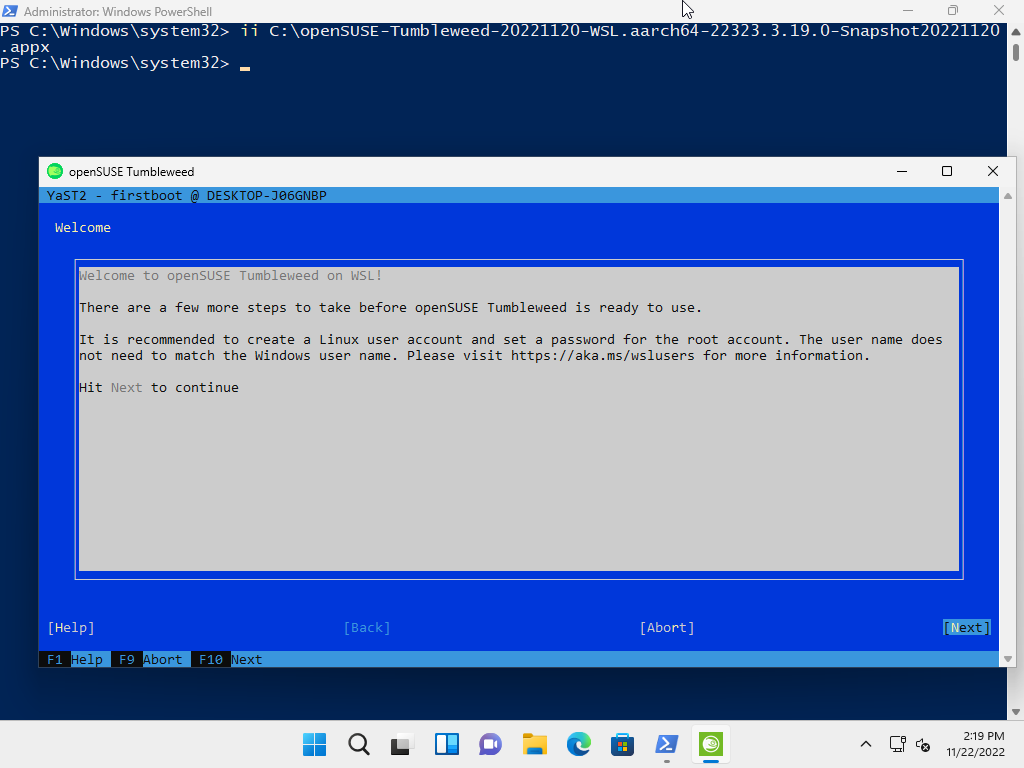 Administrator: Windows PowerShell
PS C:\Windows\system32> ii C:\openSUSE-Tumbleweed-20221120-WSL.aarch64-22323.3.19.0-Snapshot20221120
.appx
PS C:\Windows\system32> _
openSUSE Tumbleweed
YaST2 - firstboot @ DESKTOP-J06GNBP
Welcome
Welcome to openSUSE Tumbleweed on WSL!
There are a few more steps to take before openSUSE Tumbleweed is ready to use.
It is recommended to create a Linux user account and set a password for the root account. The user name does
not need to match the Windows user name. Please visit https://aka.ms/wslusers for more information.
Hit Next to continue
[Help] [Back] [Abort] [Next]
F1 Help F9 Abort F10 Next
2:19 PM
11/22/2022